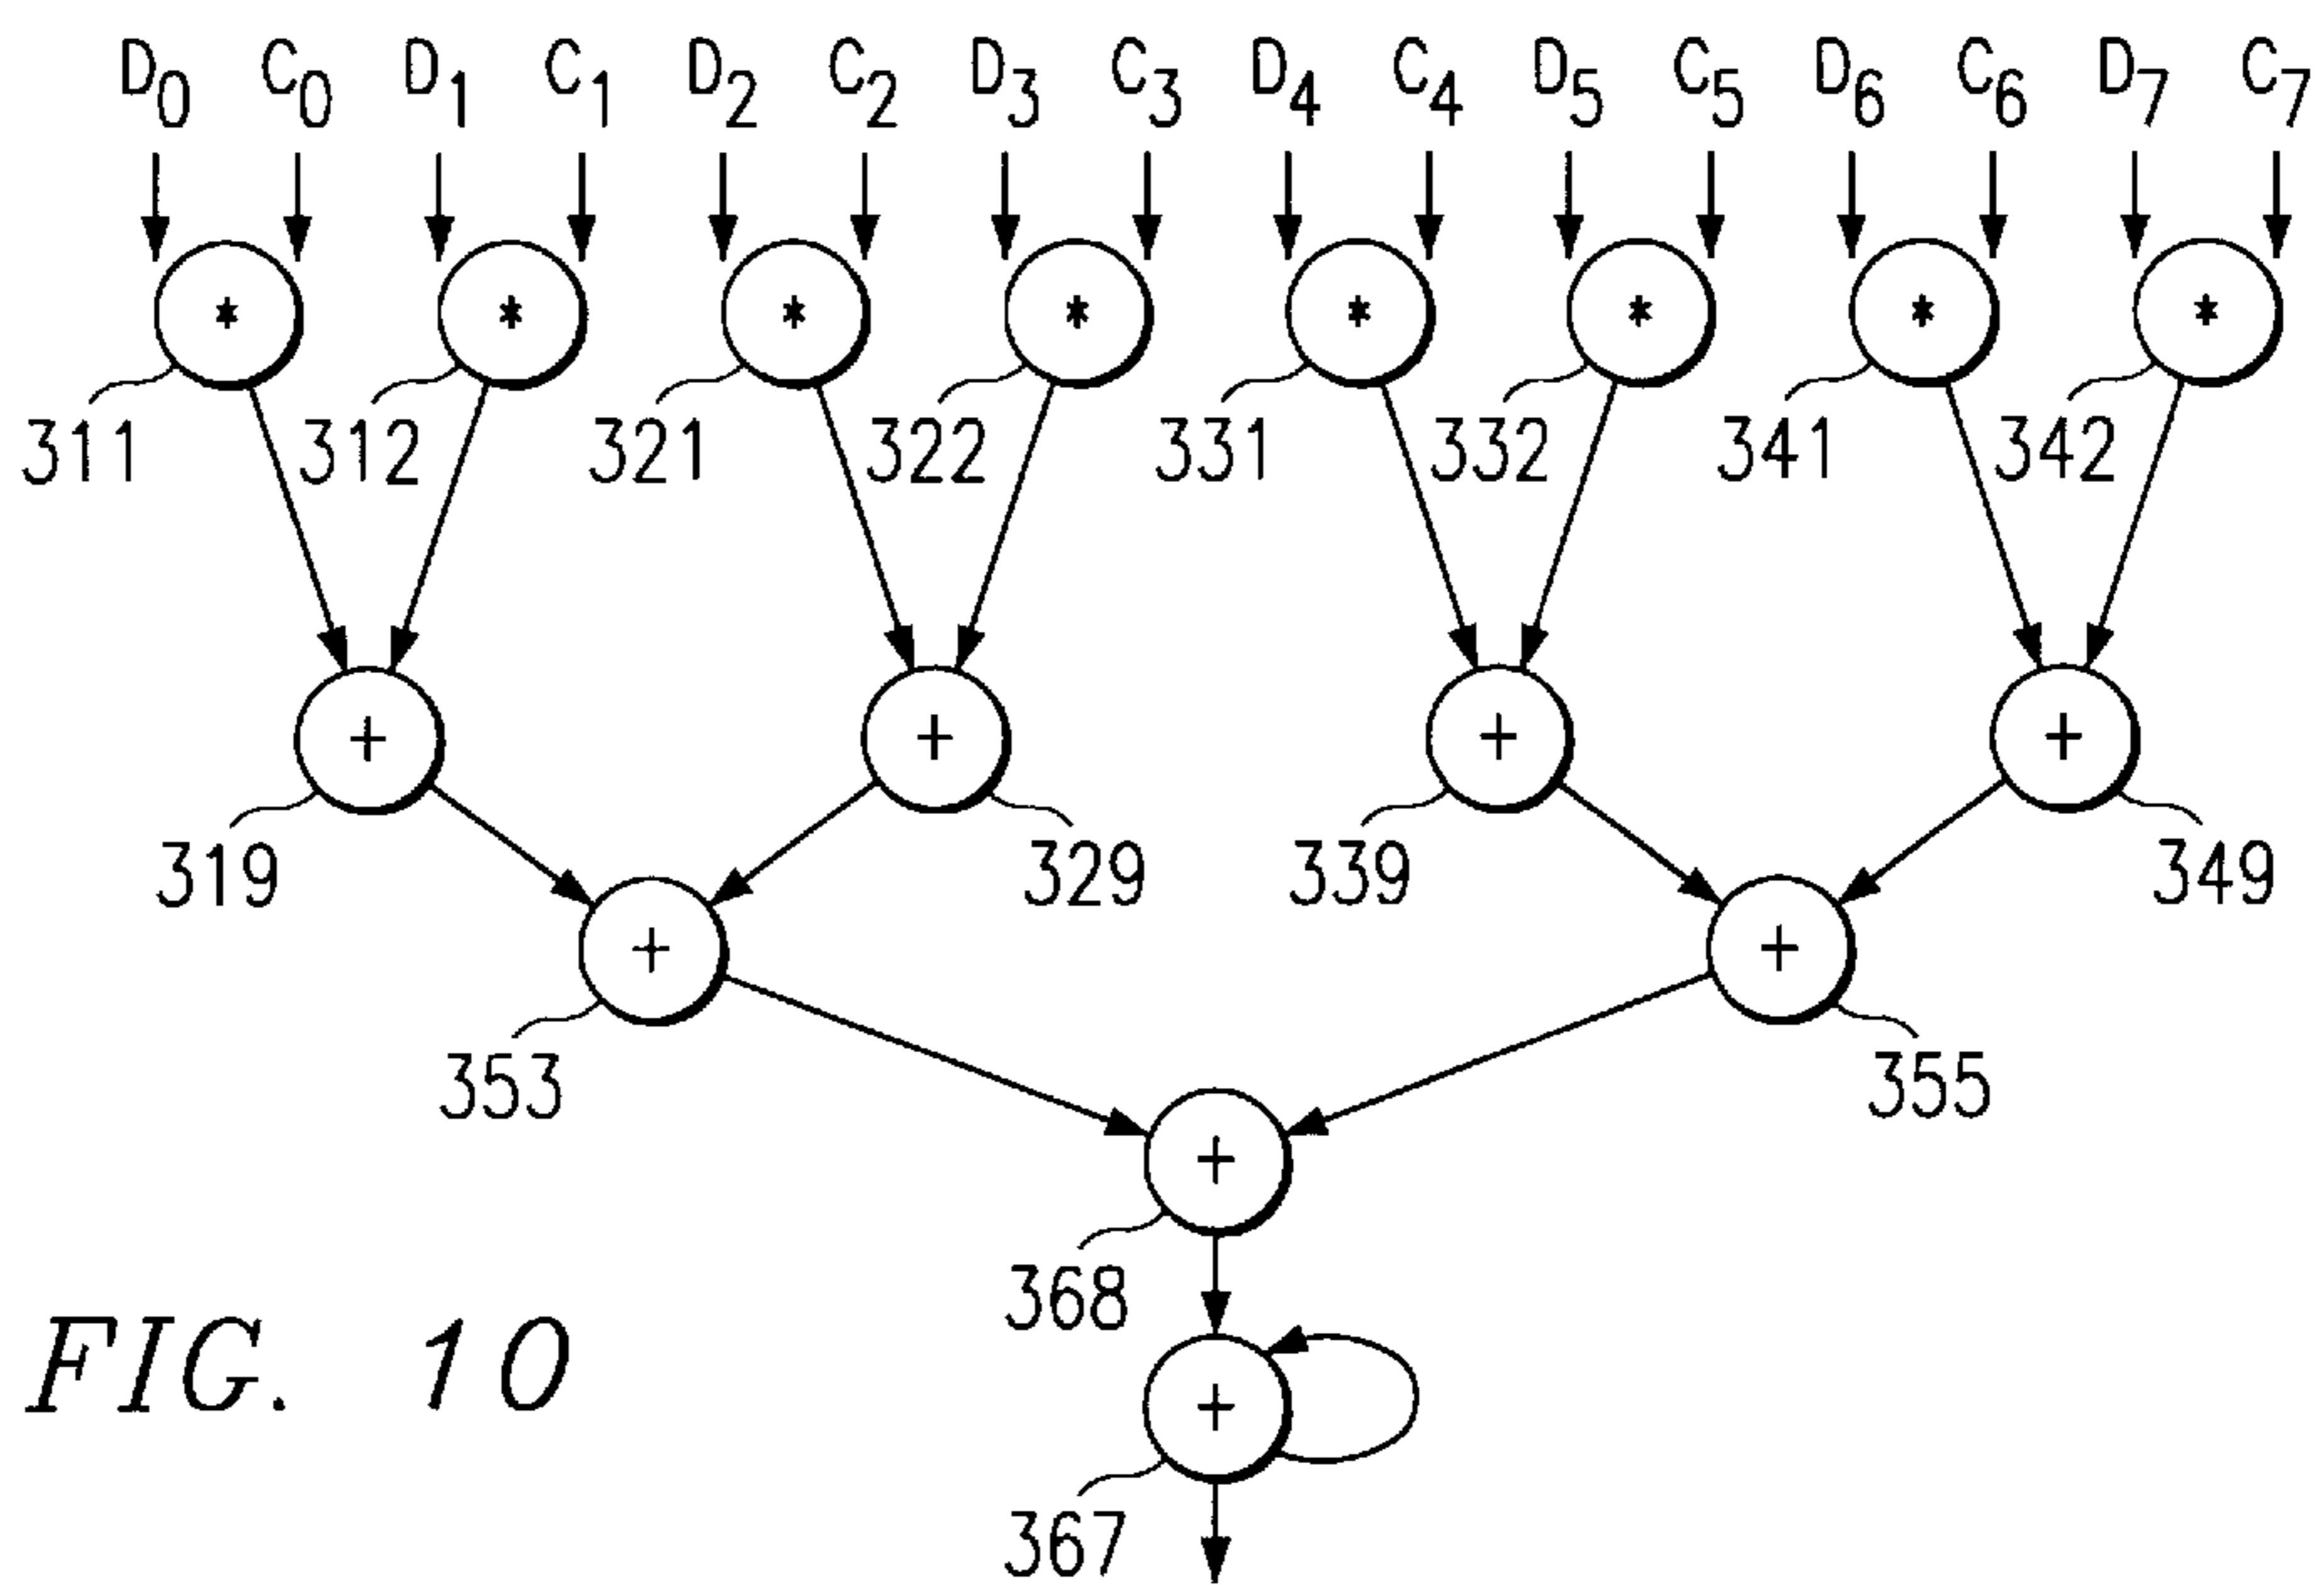 D0 C0 D1 C1 D2 C2 D3 C3 D4 C4 D5 C5 D6 C6 D7 C7
* * * * * * * *
311 312 321 322 331 332 341 342
+ + + +
319 329 339 349
+ +
353 355
+
368
+
367
FIG. 10